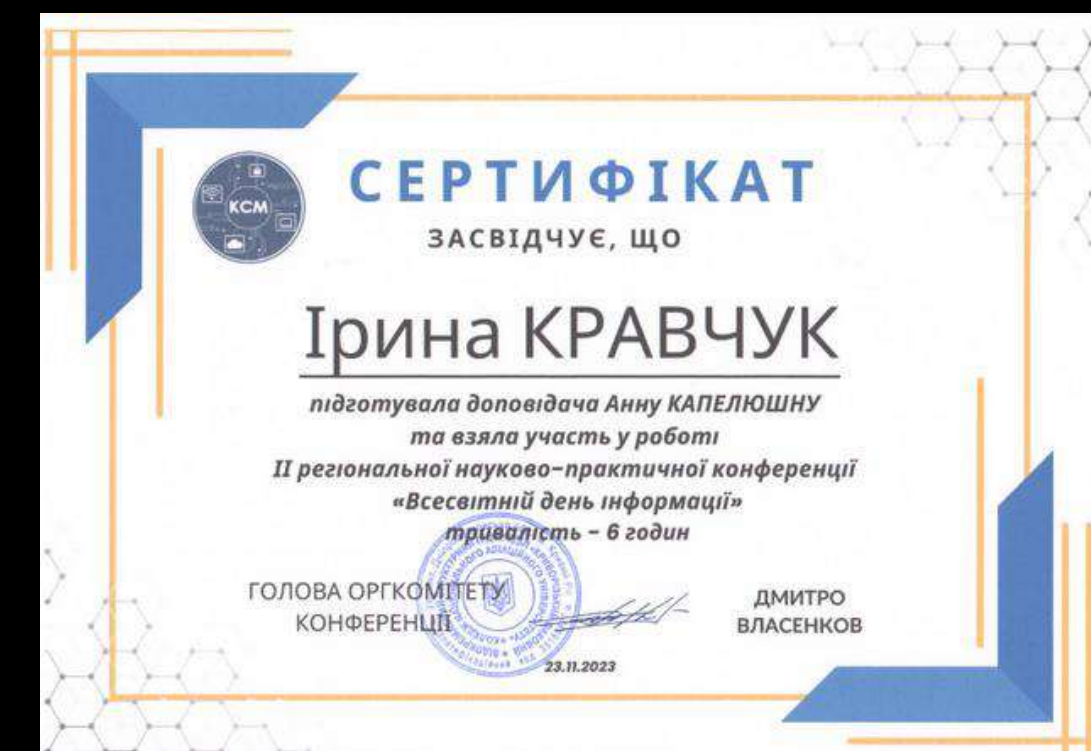 КСМ
СЕРТИФІКАТ
ЗАСВІДЧУЄ, ЩО
Ірина КРАВЧУК
підготувала доповідача Анну КАПЕЛЮШНУ
та взяла участь у роботі
ІІ регіональної науково-практичної конференції
«Всесвітній день інформації»
тривалість - 6 годин
ГОЛОВА ОРГКОМІТЕТУ
КОНФЕРЕНЦІЇ
ДМИТРО
ВЛАСЕНКОВ
23.11.2023